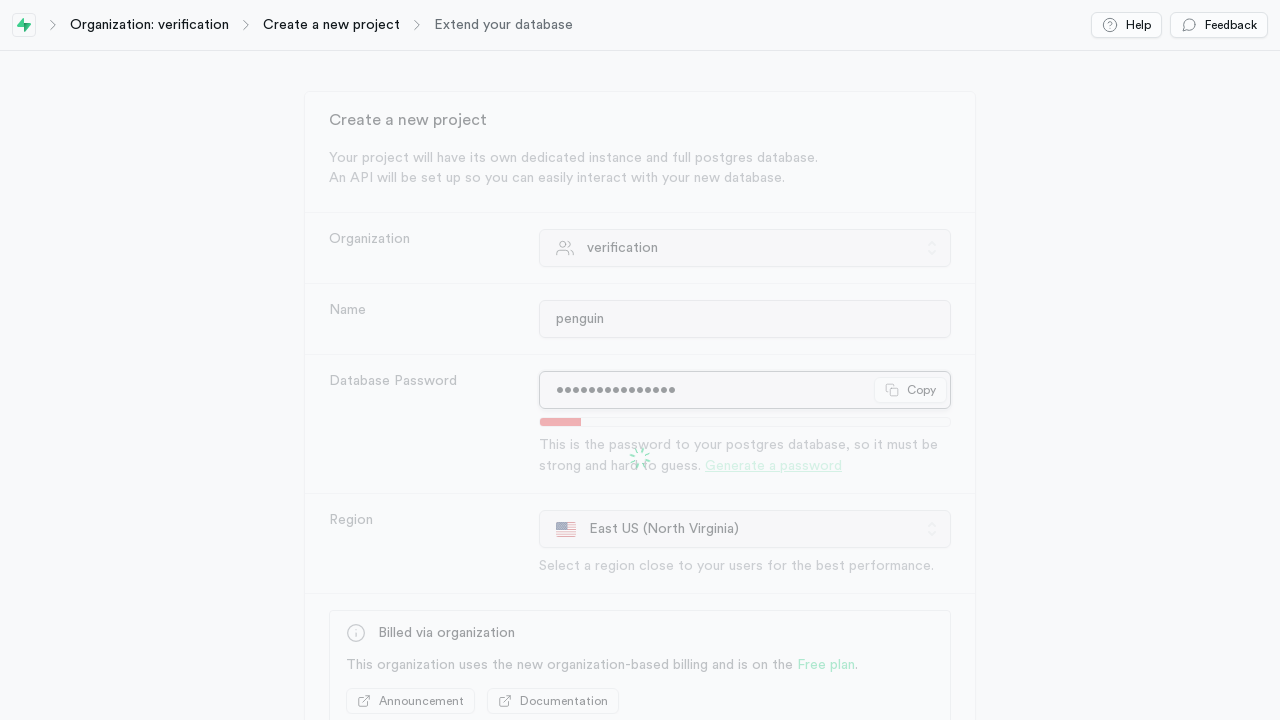 Organization: verification
Create a new project
Extend your database
Help
Feedback
Create a new project
Your project will have its own dedicated instance and full postgres database.
An API will be set up so you can easily interact with your new database.
Organization
verification
Name
penguin
Database Password
•••••••••••••••
Copy
This is the password to your postgres database, so it must be
strong and hard to guess. Generate a password
Region
East US (North Virginia)
Select a region close to your users for the best performance.
Billed via organization
This organization uses the new organization-based billing and is on the Free plan.
Announcement
Documentation